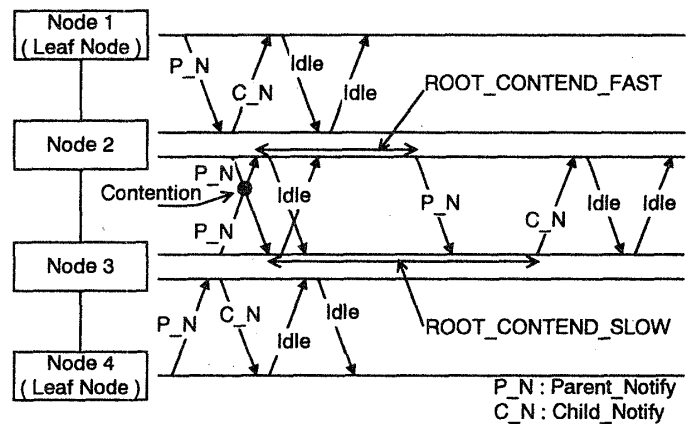 Node 1
( Leaf Node )
P_N
C_N
Idle
Idle
ROOT_CONTEND_FAST
Node 2
P_N
Contention
Idle
P_N
P_N
C_N
Idle
Idle
Node 3
P_N
C_N
Idle
Idle
ROOT_CONTEND_SLOW
Node 4
( Leaf Node )
P_N : Parent_Notify
C_N : Child_Notify